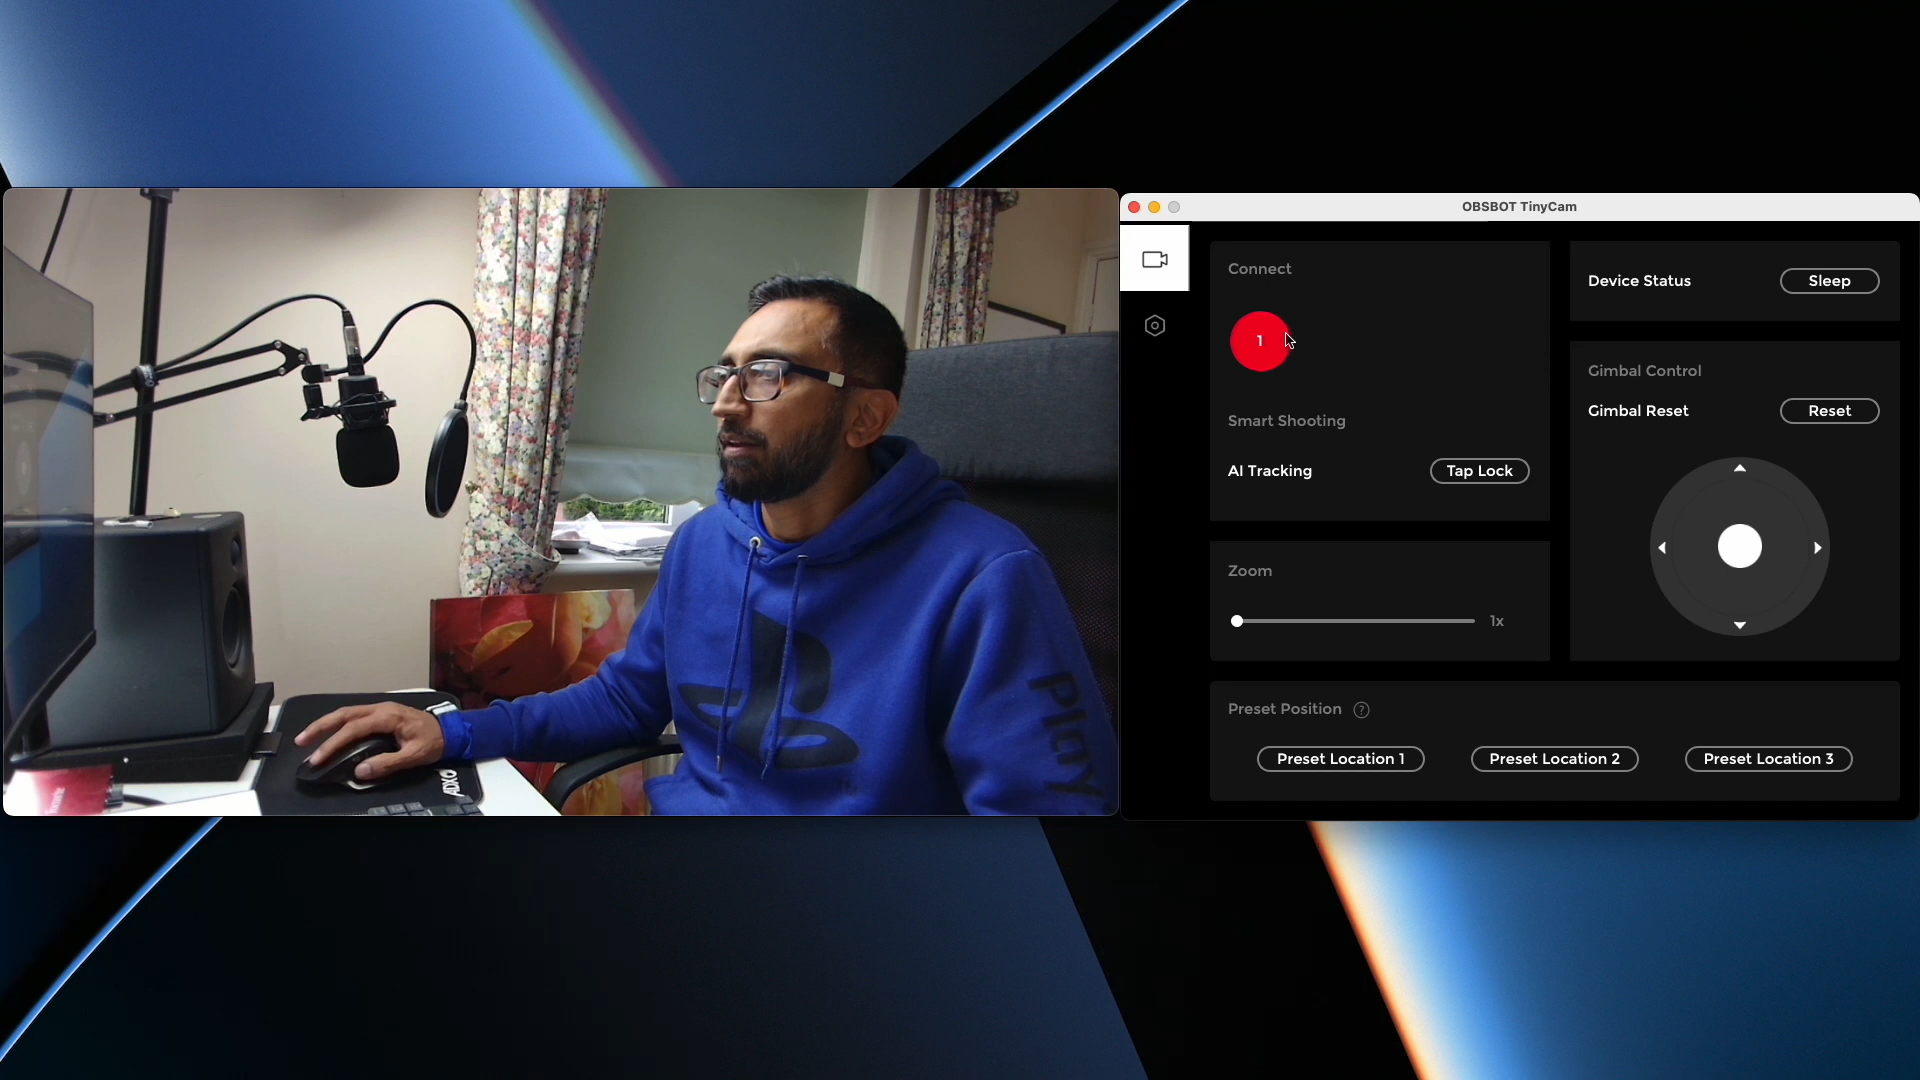 OBSBOT TinyCam
Connect
1
Smart Shooting
AI Tracking
Tap Lock
Zoom
1x
Device Status
Sleep
Gimbal Control
Gimbal Reset
Reset
Preset Position ?
Preset Location 1
Preset Location 2
Preset Location 3
Play
ADX